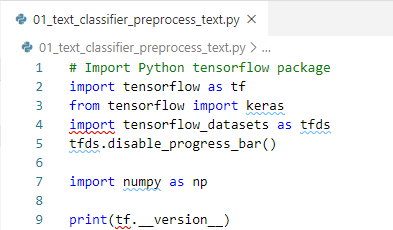 01_text_classifier_preprocess_text.py ×
01_text_classifier_preprocess_text.py > ...
1 # Import Python tensorflow package
2 import tensorflow as tf
3 from tensorflow import keras
4 import tensorflow_datasets as tfds
5 tfds.disable_progress_bar()
6
7 import numpy as np
8
9 print(tf.__version__)